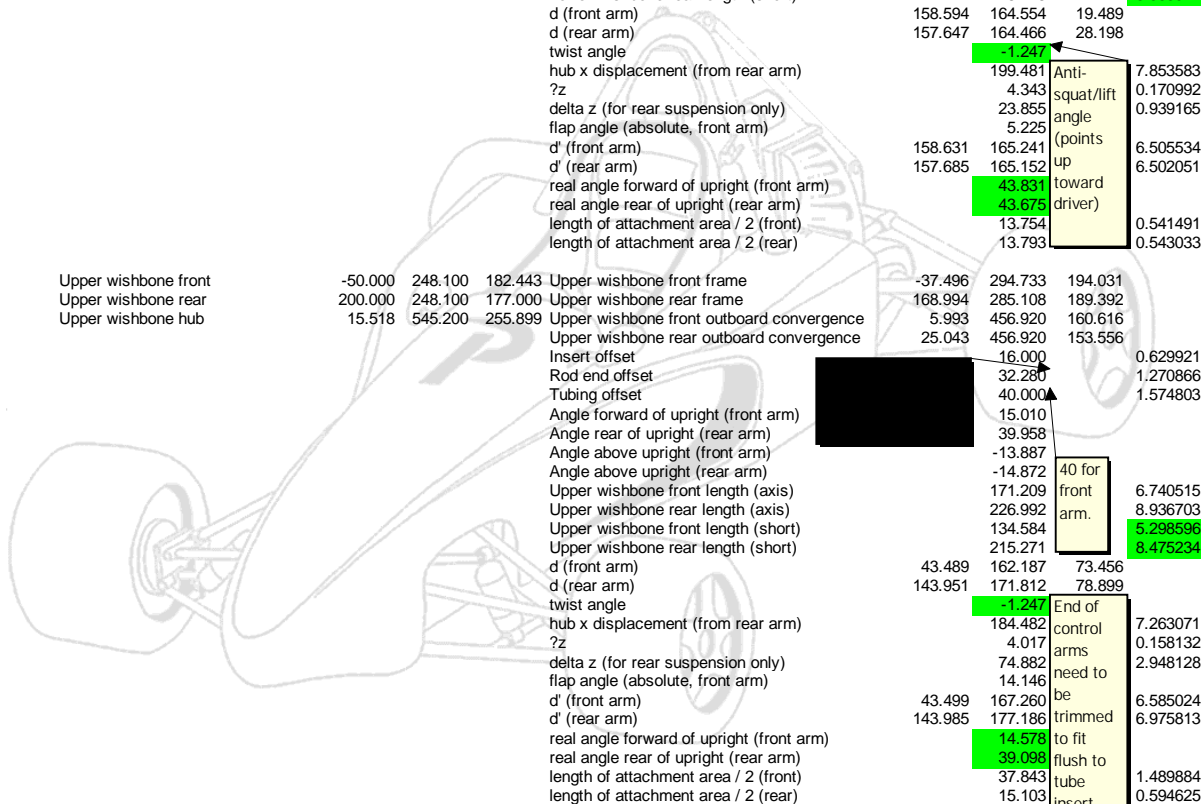 d (front arm) 158.594 164.554 19.489
d (rear arm) 157.647 164.466 28.198
twist angle -1.247
hub x displacement (from rear arm) 199.481 7.853583
?z 4.343 0.170992
delta z (for rear suspension only) 23.855 0.939165
flap angle (absolute, front arm) 5.225
d' (front arm) 158.631 165.241 6.505534
d' (rear arm) 157.685 165.152 6.502051
real angle forward of upright (front arm) 43.831
real angle rear of upright (rear arm) 43.675
length of attachment area / 2 (front) 13.754 0.541491
length of attachment area / 2 (rear) 13.793 0.543033
Anti-
squat/lift
angle
(points
up
toward
driver)
Upper wishbone front -50.000 248.100 182.443 Upper wishbone front frame -37.496 294.733 194.031
Upper wishbone rear 200.000 248.100 177.000 Upper wishbone rear frame 168.994 285.108 189.392
Upper wishbone hub 15.518 545.200 255.899 Upper wishbone front outboard convergence 5.993 456.920 160.616
Upper wishbone rear outboard convergence 25.043 456.920 153.556
Insert offset 16.000 0.629921
Rod end offset 32.280 1.270866
Tubing offset 40.000 1.574803
Angle forward of upright (front arm) 15.010
Angle rear of upright (rear arm) 39.958
Angle above upright (front arm) -13.887
Angle above upright (rear arm) -14.872
Upper wishbone front length (axis) 171.209 6.740515
Upper wishbone rear length (axis) 226.992 8.936703
Upper wishbone front length (short) 134.584 5.298596
Upper wishbone rear length (short) 215.271 8.475234
40 for
front
arm.
d (front arm) 43.489 162.187 73.456
d (rear arm) 143.951 171.812 78.899
twist angle -1.247
hub x displacement (from rear arm) 184.482 7.263071
?z 4.017 0.158132
delta z (for rear suspension only) 74.882 2.948128
flap angle (absolute, front arm) 14.146
d' (front arm) 43.499 167.260 6.585024
d' (rear arm) 143.985 177.186 6.975813
real angle forward of upright (front arm) 14.578
real angle rear of upright (rear arm) 39.098
length of attachment area / 2 (front) 37.843 1.489884
length of attachment area / 2 (rear) 15.103 0.594625
End of
control
arms
need to
be
trimmed
to fit
flush to
tube
insert